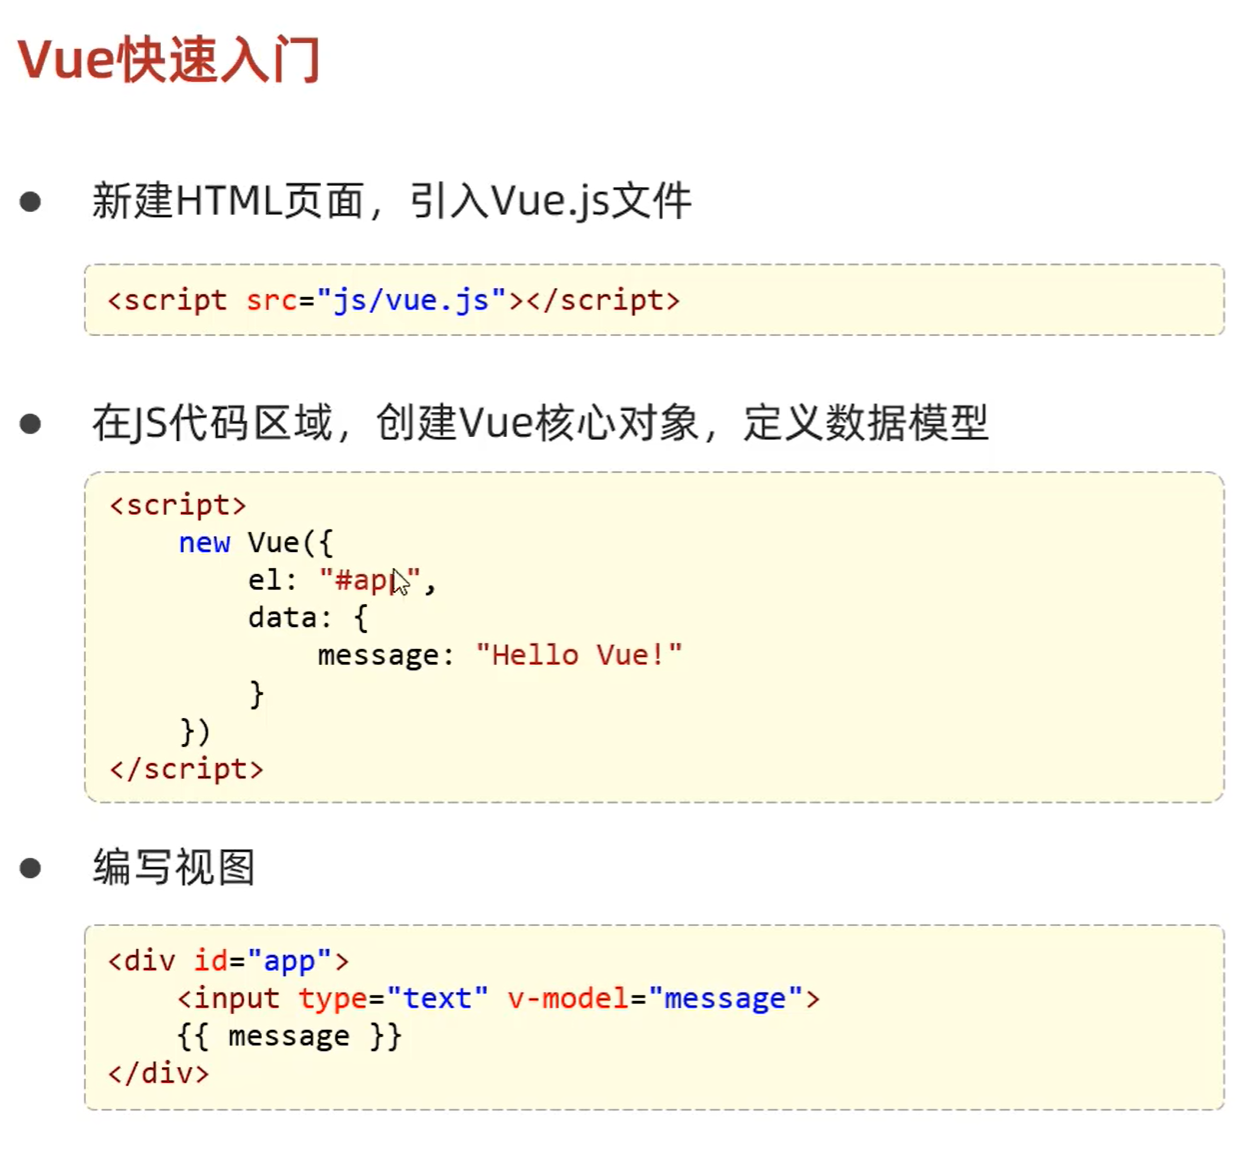 Vue快速入门
新建HTML页面，引入Vue.js文件
<script src="js/vue.js"></script>
在JS代码区域，创建Vue核心对象，定义数据模型
<script>
    new Vue({
        el: "#app",
        data: {
            message: "Hello Vue!"
        }
    })
</script>
编写视图
<div id="app">
    <input type="text" v-model="message">
    {{ message }}
</div>